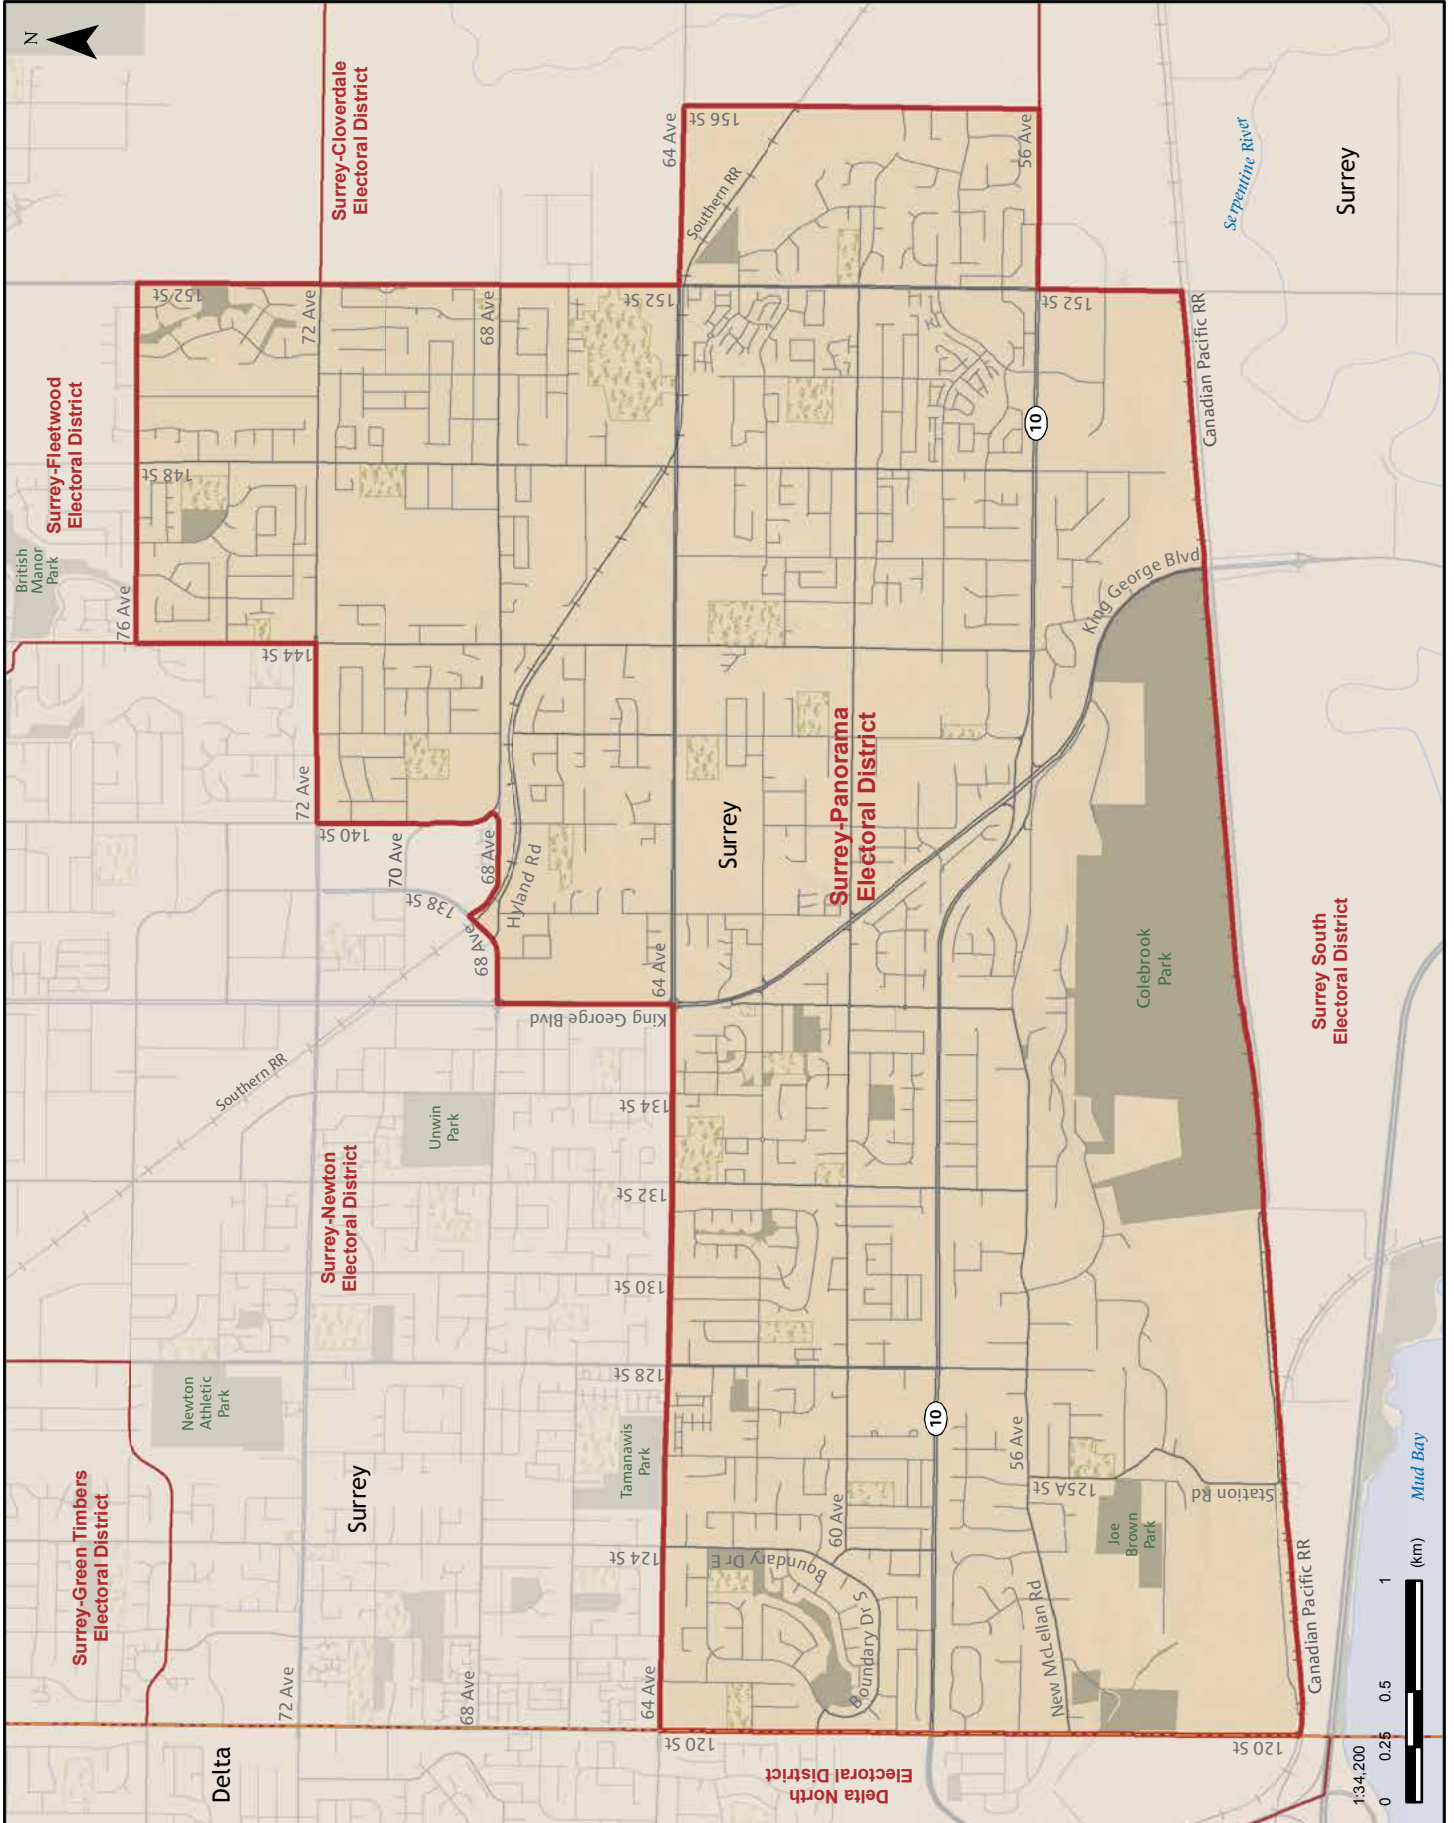 N
Surrey-Cloverdale
Electoral District
Surrey-Fleetwood
Electoral District
British
Manor
Park
76 Ave
152 St
72 Ave
68 Ave
152 St
64 Ave
156 St
Southern RR
56 Ave
152 St
Canadian Pacific RR
Serpentine River
Surrey
148 St
10
144 St
King George Blvd
72 Ave
140 St
70 Ave
68 Ave
138 St
Hyland Rd
68 Ave
64 Ave
King George Blvd
Surrey
Surrey-Panorama
Electoral District
Colebrook
Park
Surrey South
Electoral District
Southern RR
Unwin
Park
134 St
132 St
Surrey-Newton
Electoral District
130 St
128 St
Newton
Athletic
Park
Tamanawis
Park
Surrey-Green Timbers
Electoral District
Surrey
124 St
60 Ave
Boundary Dr E
Boundary Dr S
10
56 Ave
125A St
Station Rd
Joe
Brown
Park
New McLellan Rd
Canadian Pacific RR
Mud Bay
72 Ave
68 Ave
64 Ave
120 St
120 St
Delta
Delta North
Electoral District
1:34,200
0 0.25 0.5 1
(km)